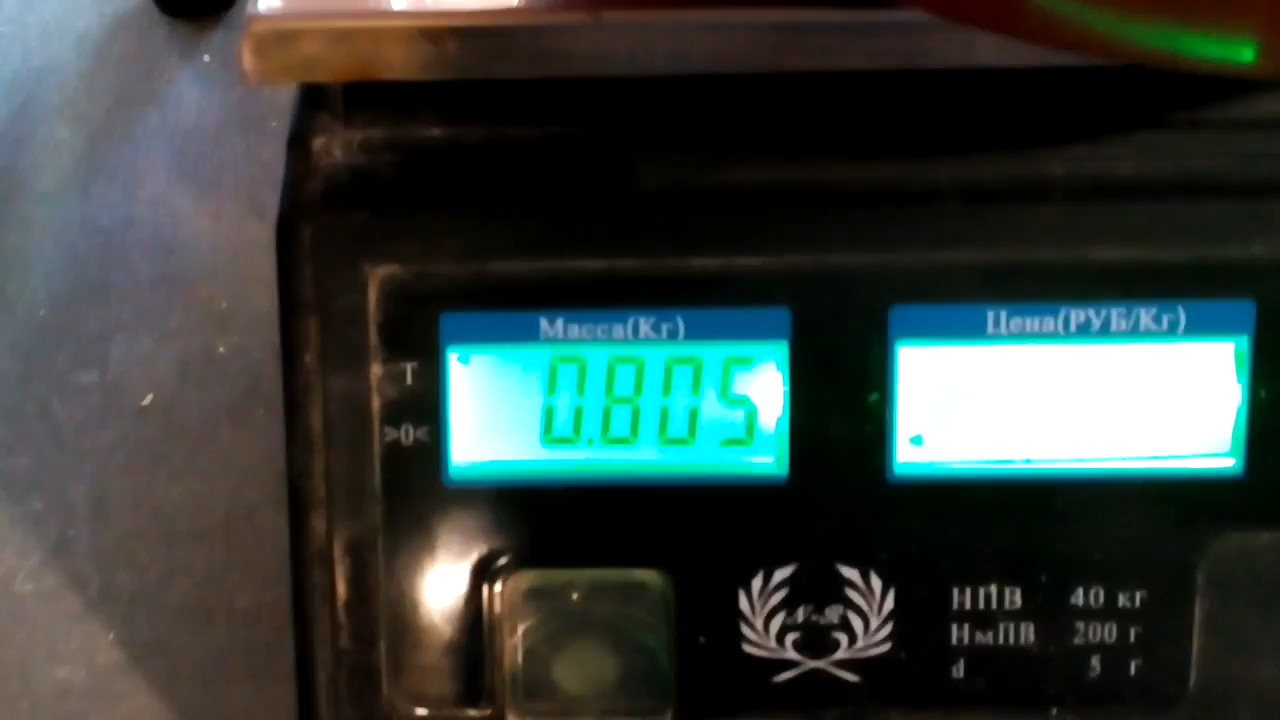 Масса(Кг)
Цена(РУБ/Кг)
T
0.805
>0<
НПВ 40 кг
НмПВ 200 г
d 5 г